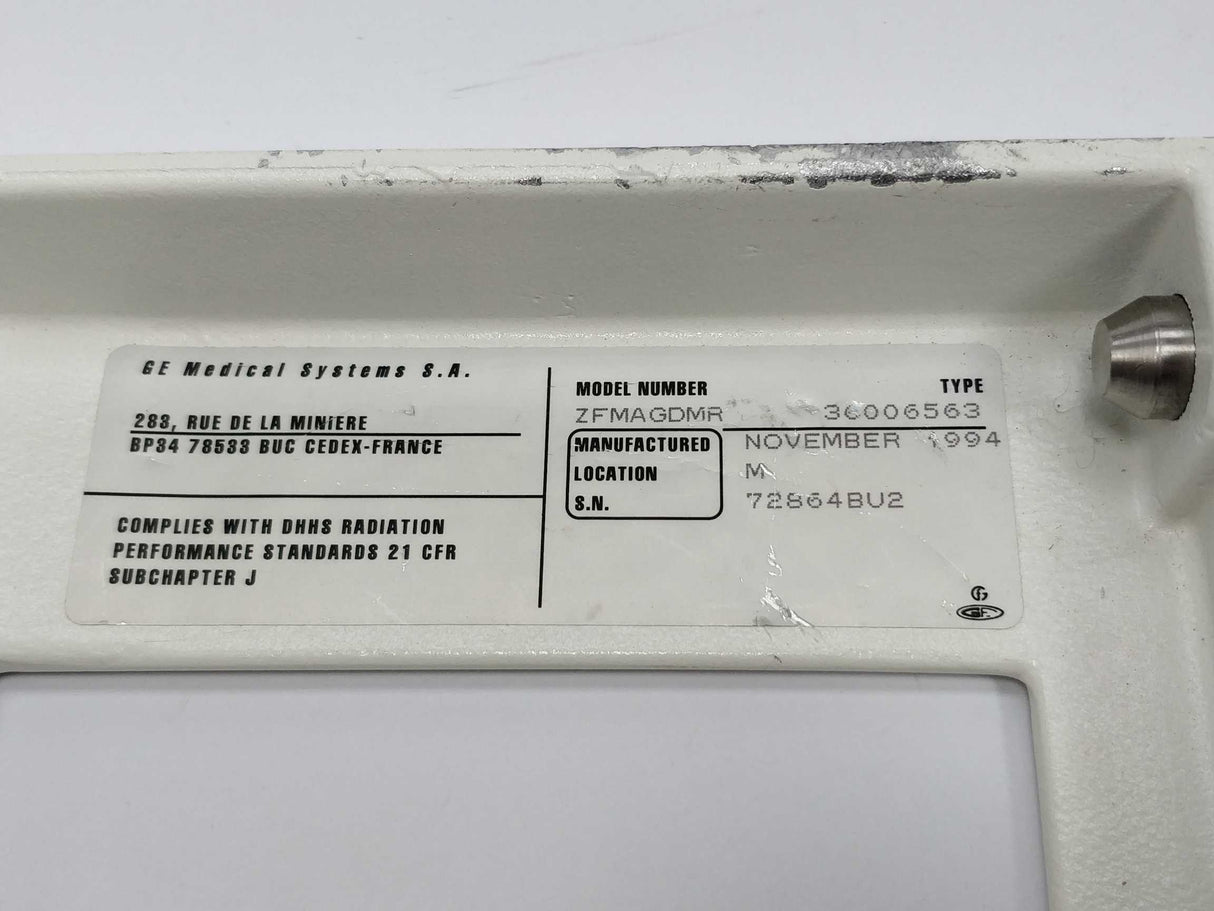 GE Medical Systems S.A.
283, RUE DE LA MINIERE
BP34 78533 BUC CEDEX-FRANCE
COMPLIES WITH DHHS RADIATION
PERFORMANCE STANDARDS 21 CFR
SUBCHAPTER J
MODEL NUMBER TYPE
ZFMAGDMR 36006563
MANUFACTURED NOVEMBER 1994
LOCATION M
S.N. 72864BU2